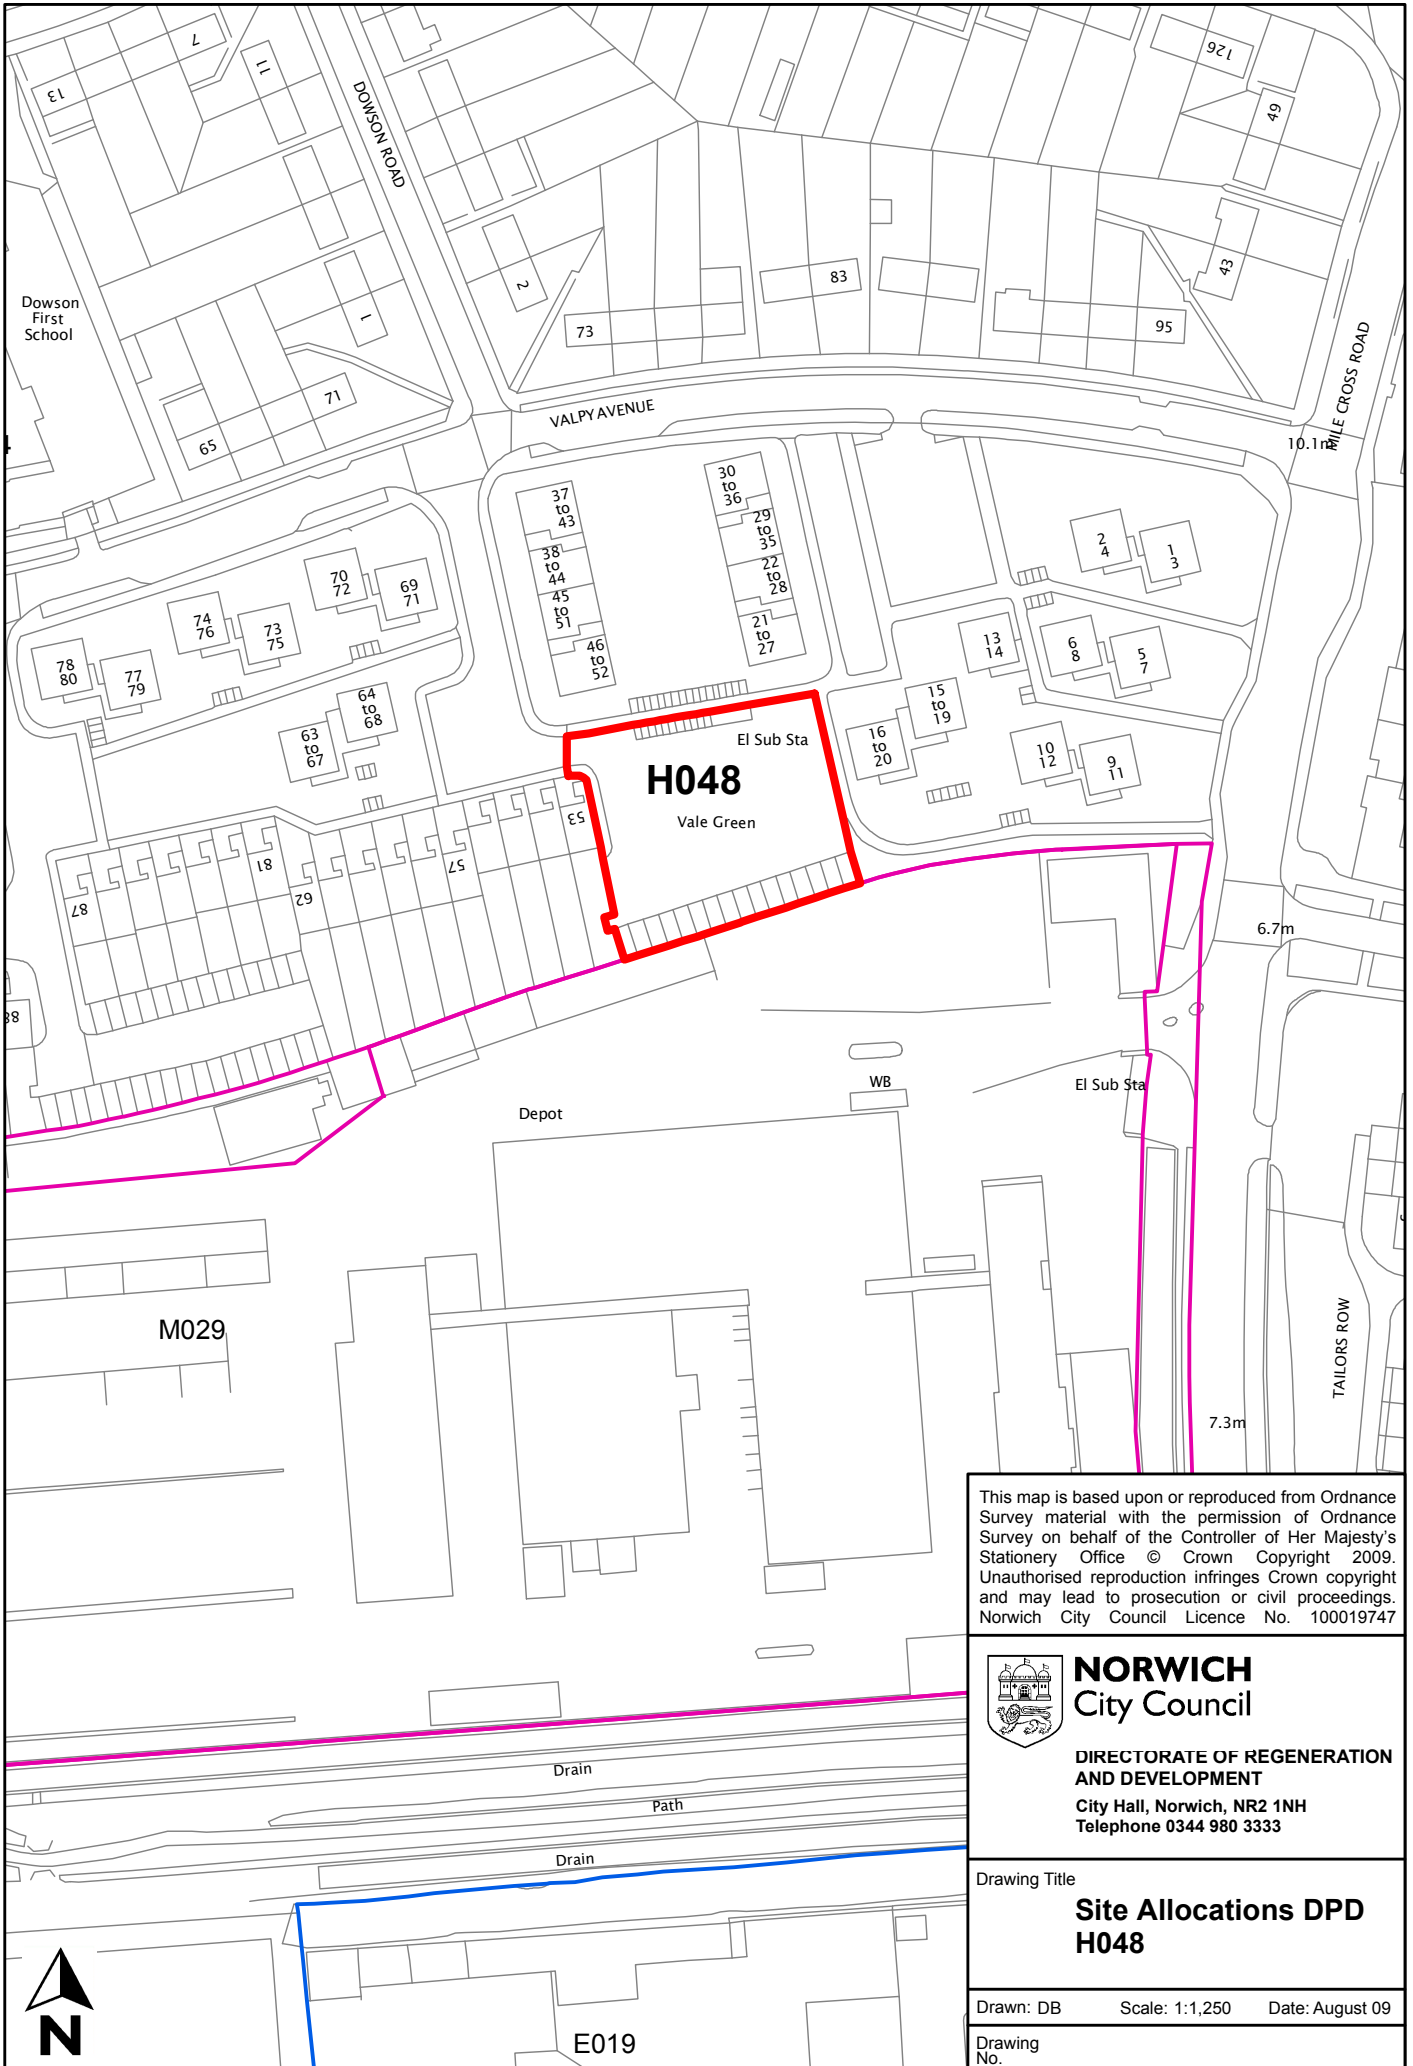 7
11
13
DOWSON ROAD
126
49
43
2
1
Dowson
First
School
73
83
95
71
65
VALPY AVENUE
MILE CROSS ROAD
10.1m
37
to
43
38
to
44
45
to
51
46
to
52
30
to
36
29
to
35
22
to
28
21
to
27
2
4
1
3
70
72
69
71
74
76
73
75
78
80
77
79
64
to
68
63
to
67
13
14
6
8
5
7
15
to
19
16
to
20
10
12
9
11
El Sub Sta
H048
Vale Green
53
57
81
62
87
88
6.7m
WB
El Sub Sta
Depot
M029
TAILORS ROW
7.3m
Drain
Path
Drain
E019
N
This map is based upon or reproduced from Ordnance
Survey material with the permission of Ordnance
Survey on behalf of the Controller of Her Majesty's
Stationery Office © Crown Copyright 2009.
Unauthorised reproduction infringes Crown copyright
and may lead to prosecution or civil proceedings.
Norwich City Council Licence No. 100019747
NORWICH
City Council
DIRECTORATE OF REGENERATION
AND DEVELOPMENT
City Hall, Norwich, NR2 1NH
Telephone 0344 980 3333
Drawing Title
Site Allocations DPD
H048
Drawn: DB Scale: 1:1,250 Date: August 09
Drawing
No.